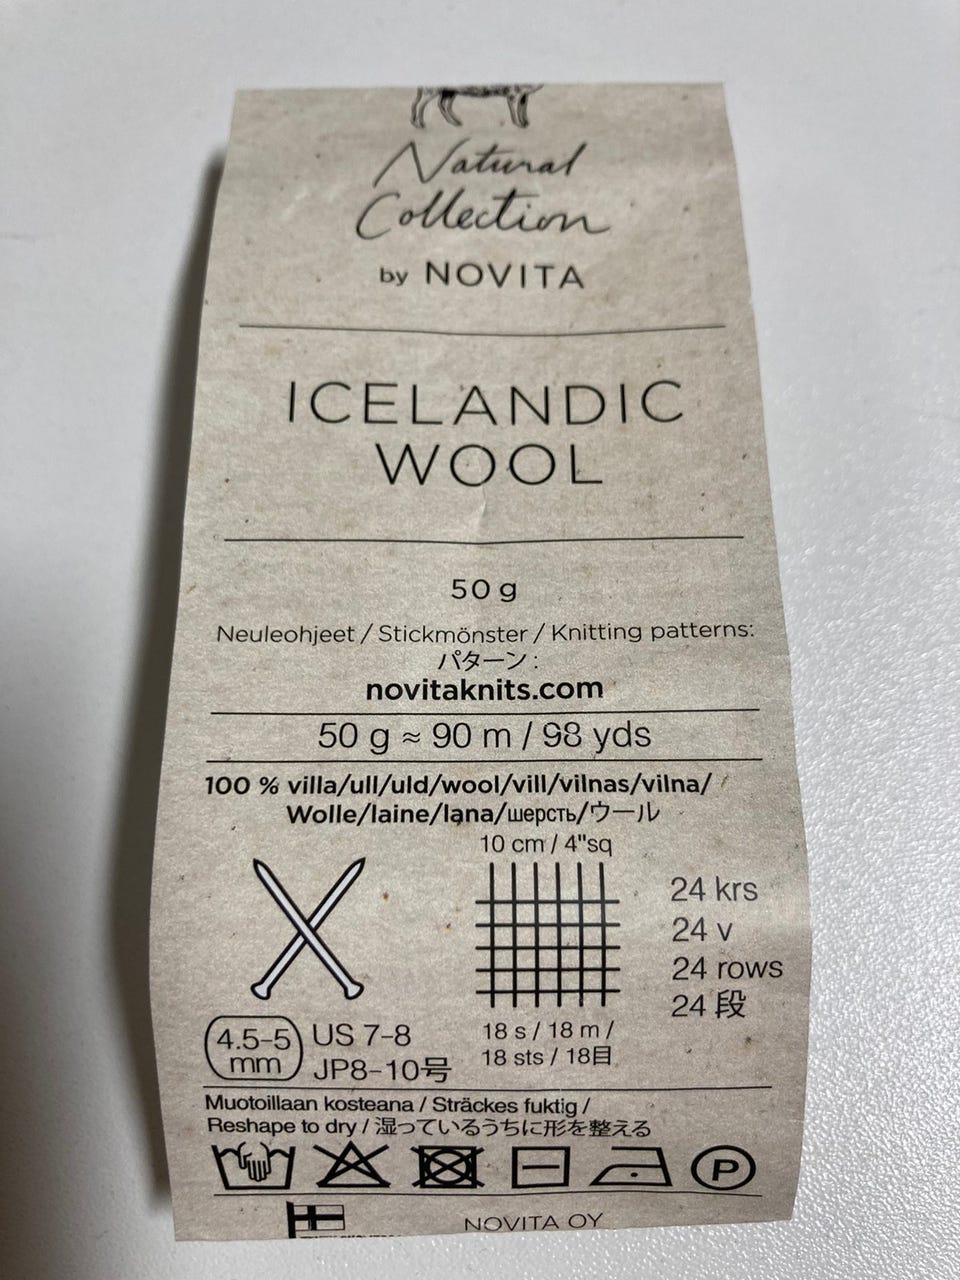 Natural
Collection
by NOVITA
ICELANDIC
WOOL
50 g
Neuleohjeet / Stickmönster / Knitting patterns:
パターン :
novitaknits.com
50 g ≈ 90 m / 98 yds
100 % villa/ull/uld/wool/vill/vilnas/vilna/
Wolle/laine/lana/шерсть/ウール
10 cm / 4"sq
24 krs
24 v
24 rows
24 段
4.5-5
mm
US 7-8
JP8-10号
18 s / 18 m /
18 sts / 18目
Muotoillaan kosteana / Sträckes fuktig /
Reshape to dry / 湿っているうちに形を整える
P
NOVITA OY